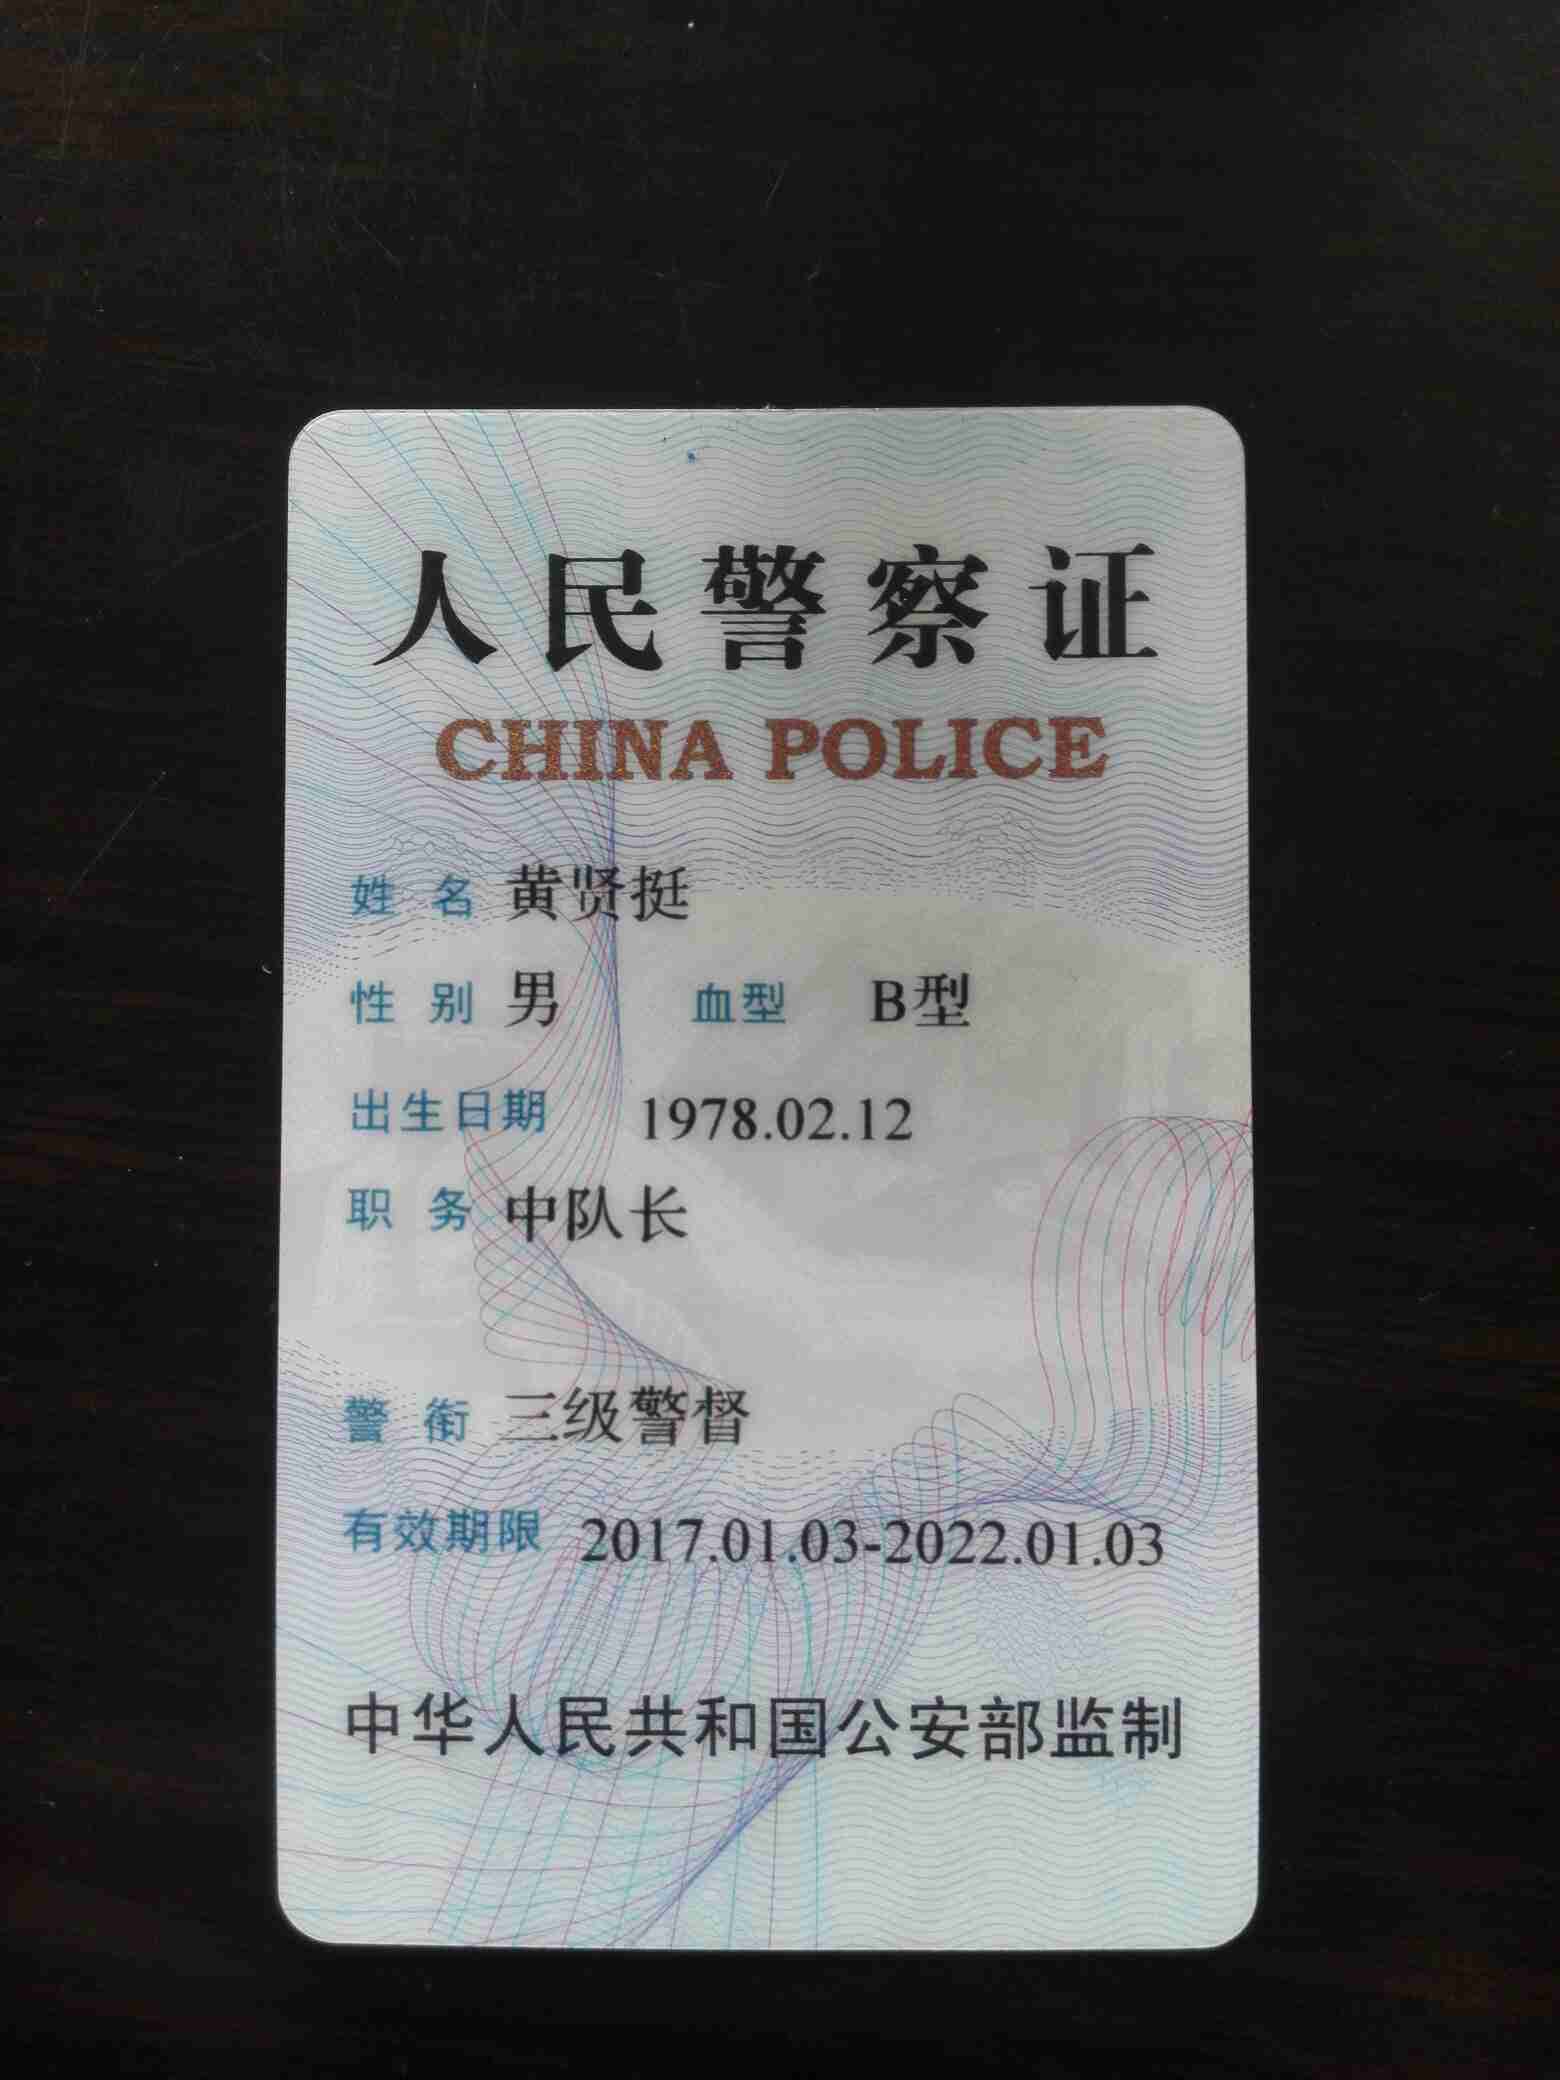 人民警察证
CHINA POLICE
姓 名 黄贤挺
性 别 男 血型 B型
出生日期 1978.02.12
职 务 中队长
警 衔 三级警督
有效期限 2017.01.03-2022.01.03
中华人民共和国公安部监制